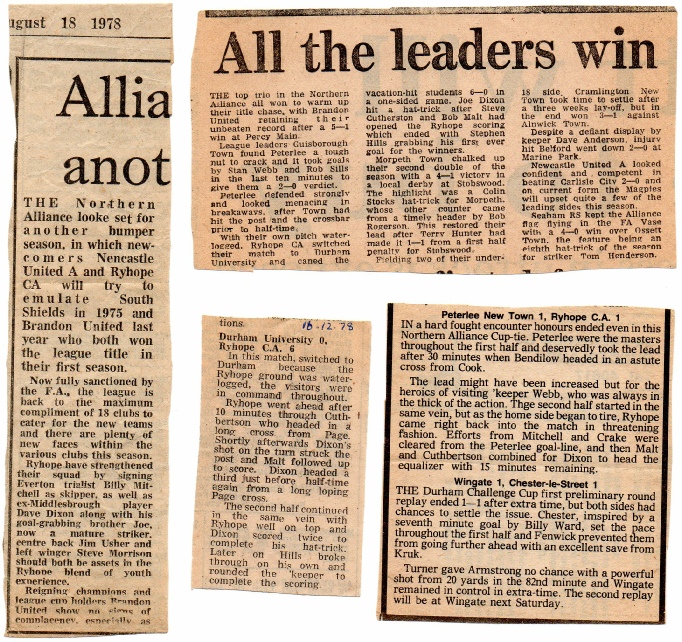 ugust 18 1978
Allia
anot
THE Northern
Alliance looke set for
another bumper
season, in which new-
comers Nencastle
United A and Ryhope
CA will try to
emulate South
Shields in 1975 and
Brandon United last
year who both won
the league title in
their first season.
Now fully sanctioned by
the F.A., the league is
back to the maximum
compliment of 18 clubs to
cater for the new teams
and there are plenty of
new faces within the
various clubs this season.
Ryhope have strengthened
their squad by signing
Everton trialist Billy Mit-
chell as skipper, as well as
ex-Middlesbrough player
Dave Dixon along with his
goal-grabbing brother Joe,
now a mature striker,
centre back Jim Usher and
left winger Steve Morrison
should both be assets in the
Ryhope blend of youth
experience.
Reigning champions and
league cup holders Brandon
United show no signs of
complacency, especially as
All the leaders win
THE top trio in the Northern
Alliance all won to warm up
their title chase, with Brandon
United retaining their
unbeaten record after a 5—1
win at Percy Main.
League leaders Guisborough
Town found Peterlee a tough
nut to crack and it took goals
by Stan Webb and Rob Sills
in the last ten minutes to
give them a 2—0 verdict.
Peterlee defended strongly
and looked menacing in
breakaways, after Town had
hit the post and the crossbar
prior to half-time.
With their own pitch water-
logged, Ryhope CA switched
their match to Durham
University and caned the
vacation-hit students 6—0 in
a one-sided game. Joe Dixon
hit a hat-trick after Steve
Cutherston and Bob Malt had
opened the Ryhope scoring
which ended with Stephen
Hills grabbing his first ever
goal for the winners.
Morpeth Town chalked up
their second double of the
season with a 4—1 victory in
a local derby at Stobswood.
The highlight was a Colin
Stocks hat-trick for Morpeth,
whose other counter came
from a timely header by Bob
Rogerson. This restored their
lead after Terry Hunter had
made it 1—1 from a first half
penalty for Stobswood.
Fielding two of their under-
18 side, Cramlington New
Town took time to settle after
a three weeks lay-off, but in
the end won 3—1 against
Alnwick Town.
Despite a defiant display by
keeper Dave Anderson, injury
hit Belford went down 2—0 at
Marine Park.
Newcastle United A looked
confident and competent in
beating Carlisle City 2—0 and
on current form the Magpies
will upset quite a few of the
leading sides this season.
Seaham RS kept the Alliance
flag flying in the FA Vase
with a 4—0 win over Ossett
Town, the feature being an
eighth hat-trick of the season
for striker Tom Henderson.
tions. 16.12.78
Durham University 0,
Ryhope C.A. 6
In this match, switched to
Durham because the
Ryhope ground was water-
logged, the visitors were
in command throughout.
Ryhope went ahead after
10 minutes through Cuth-
bertson who headed in a
long cross from Page.
Shortly afterwards Dixon's
shot on the turn struck the
post and Malt followed up
to score. Dixon headed a
third just before half-time
again from a long loping
Page cross.
The second half continued
in the same vein with
Ryhope well on top and
Dixon scored twice to
complete his hat-trick.
Later on Hills broke
through on his own and
rounded the 'keeper to
complete the scoring.
Peterlee New Town 1, Ryhope C.A. 1
IN a hard fought encounter honours ended even in this
Northern Alliance Cup-tie. Peterlee were the masters
throughout the first half and deservedly took the lead
after 30 minutes when Bendilow headed in an astute
cross from Cook.
The lead might have been increased but for the
heroics of visiting 'keeper Webb, who was always in
the thick of the action. Thge second half started in the
same vein, but as the home side began to tire, Ryhope
came right back into the match in threatening
fashion. Efforts from Mitchell and Crake were
cleared from the Peterlee goal-line, and then Malt
and Cuthbertson combined for Dixon to head the
equalizer with 15 minutes remaining.
Wingate 1, Chester-le-Street 1
THE Durham Challenge Cup first preliminary round
replay ended 1—1 after extra time, but both sides had
chances to settle the issue. Chester, imspired by a
seventh minute goal by Billy Ward, set the pace
throughout the first half and Fenwick prevented them
from going further ahead with an excellent save from
Kruk.
Turner gave Armstrong no chance with a powerful
shot from 20 yards in the 82nd minute and Wingate
remained in control in extra-time. The second replay
will be at Wingate next Saturday.